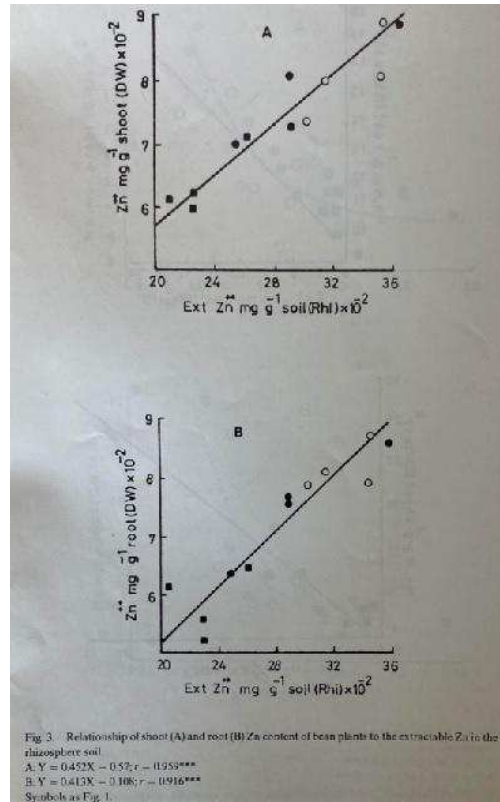 A
9
8
7
6
Zn++ mg g-1 shoot (DW) ×10-2
20 24 28 32 36
Ext Zn++ mg g-1 soil (Rhi) ×10-2
B
9
8
7
6
Zn++ mg g-1 root (DW) ×10-2
20 24 28 32 36
Ext Zn++ mg g-1 soil (Rhi) ×10-2
Fig. 3. Relationship of shoot (A) and root (B) Zn content of bean plants to the extractable Zn in the
rhizosphere soil
A: Y = 0.452X − 0.57; r = 0.959***
B: Y = 0.413X − 0.108; r = 0.916***
Symbols as Fig. 1.